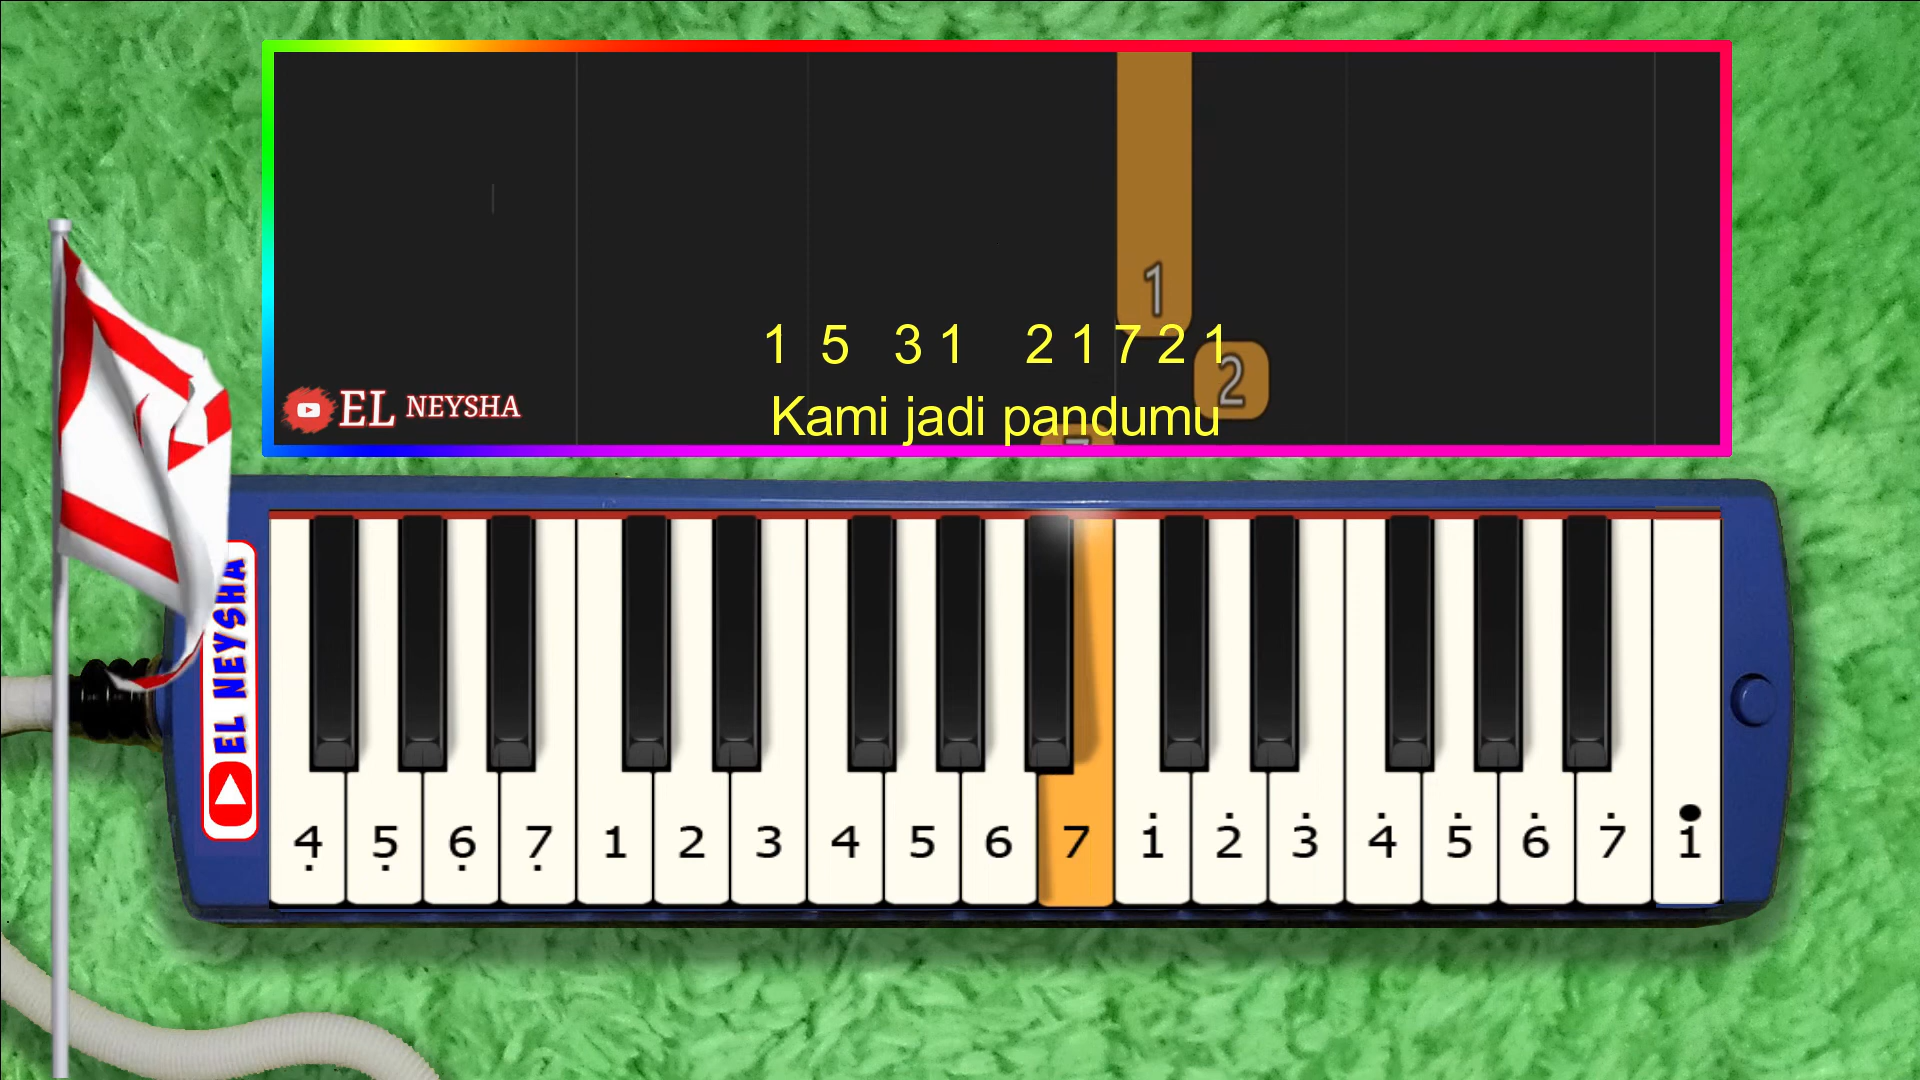 1
1 5 3 1 2 1 7 2 1
2
EL NEYSHA
Kami jadi pandumu
7
EL NEYSHA
4̣ 5̣ 6̣ 7̣ 1 2 3 4 5 6 7 1̇ 2̇ 3̇ 4̇ 5̇ 6̇ 7̇ 1̇